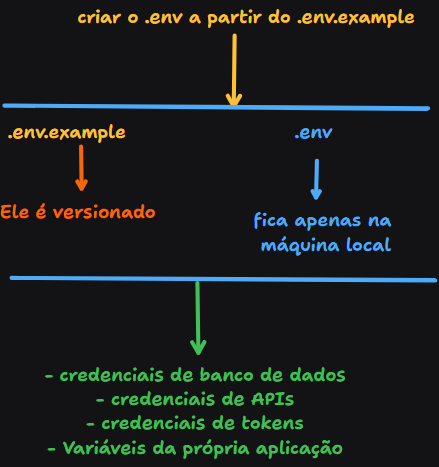 criar o .env a partir do .env.example
.env.example
.env
Ele é versionado
fica apenas na
máquina local
- credenciais de banco de dados
- credenciais de APIs
- credenciais de tokens
- Variáveis da própria aplicação